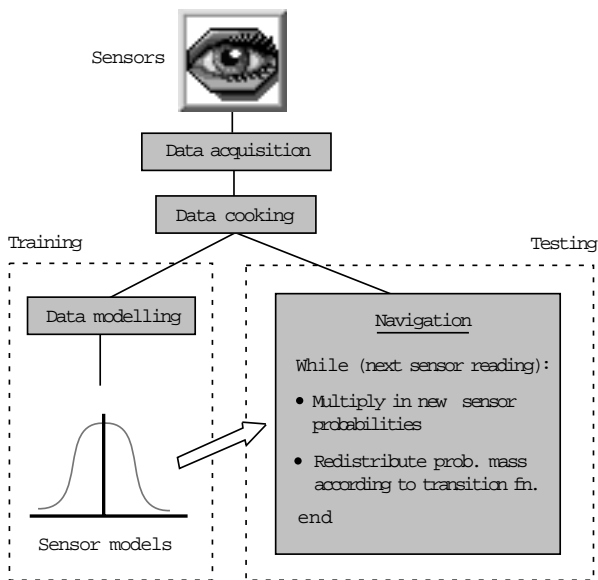 Sensors
Data acquisition
Data cooking
Training
Testing
Data modelling
Navigation
While (next sensor reading):
• Multiply in new sensor
probabilities
• Redistribute prob. mass
according to transition fn.
end
Sensor models